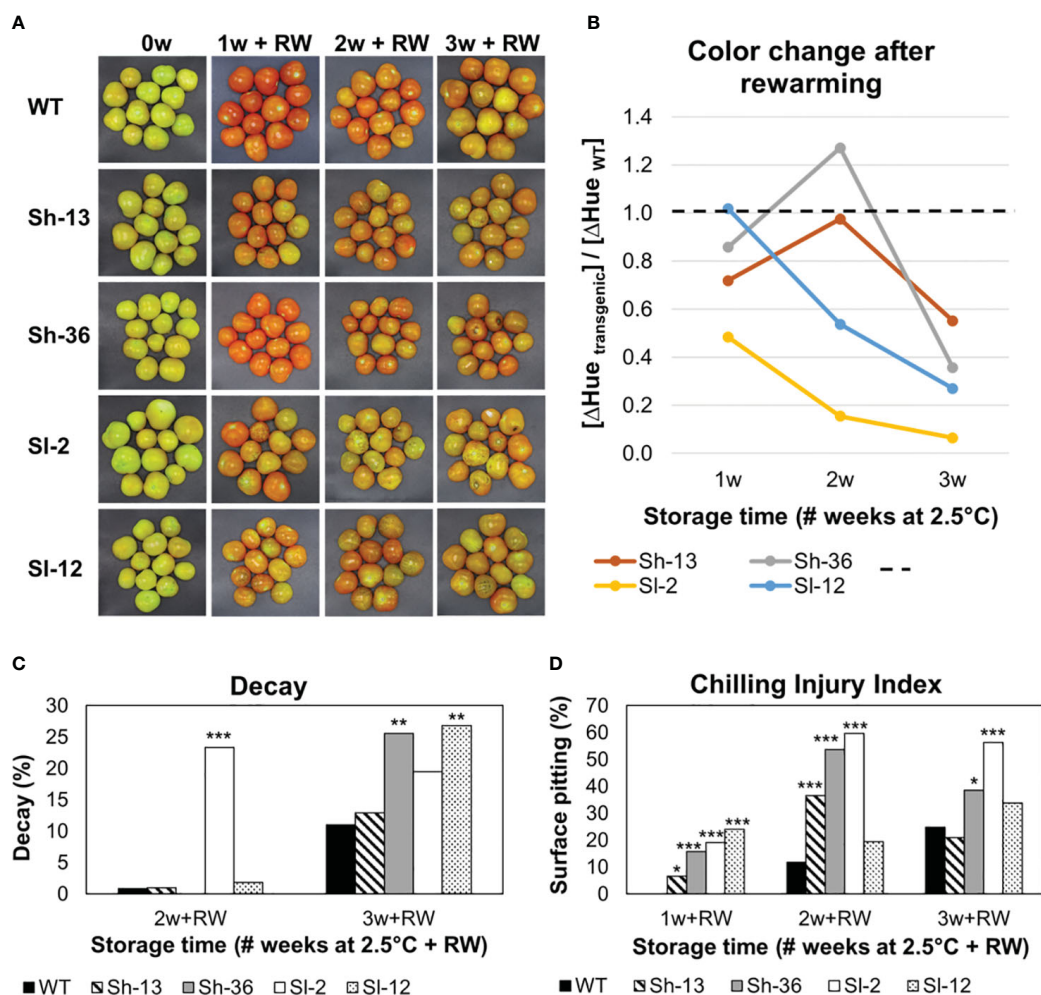 A
0w 1w + RW 2w + RW 3w + RW
WT
Sh-13
Sh-36
Sl-2
Sl-12
B
Color change after
rewarming
[ΔHue transgenic] / [ΔHue WT]
1.4
1.2
1.0
0.8
0.6
0.4
0.2
0.0
1w 2w 3w
Storage time (# weeks at 2.5°C)
Sh-13 Sh-36
Sl-2 Sl-12
C
Decay
Decay (%)
30
25
20
15
10
5
0
*** ** **
2w+RW 3w+RW
Storage time (# weeks at 2.5°C + RW)
WT Sh-13 Sh-36 Sl-2 Sl-12
D
Chilling Injury Index
Surface pitting (%)
70
60
50
40
30
20
10
0
* *** *** *** *** *** *** * ***
1w+RW 2w+RW 3w+RW
Storage time (# weeks at 2.5°C + RW)
WT Sh-13 Sh-36 Sl-2 Sl-12